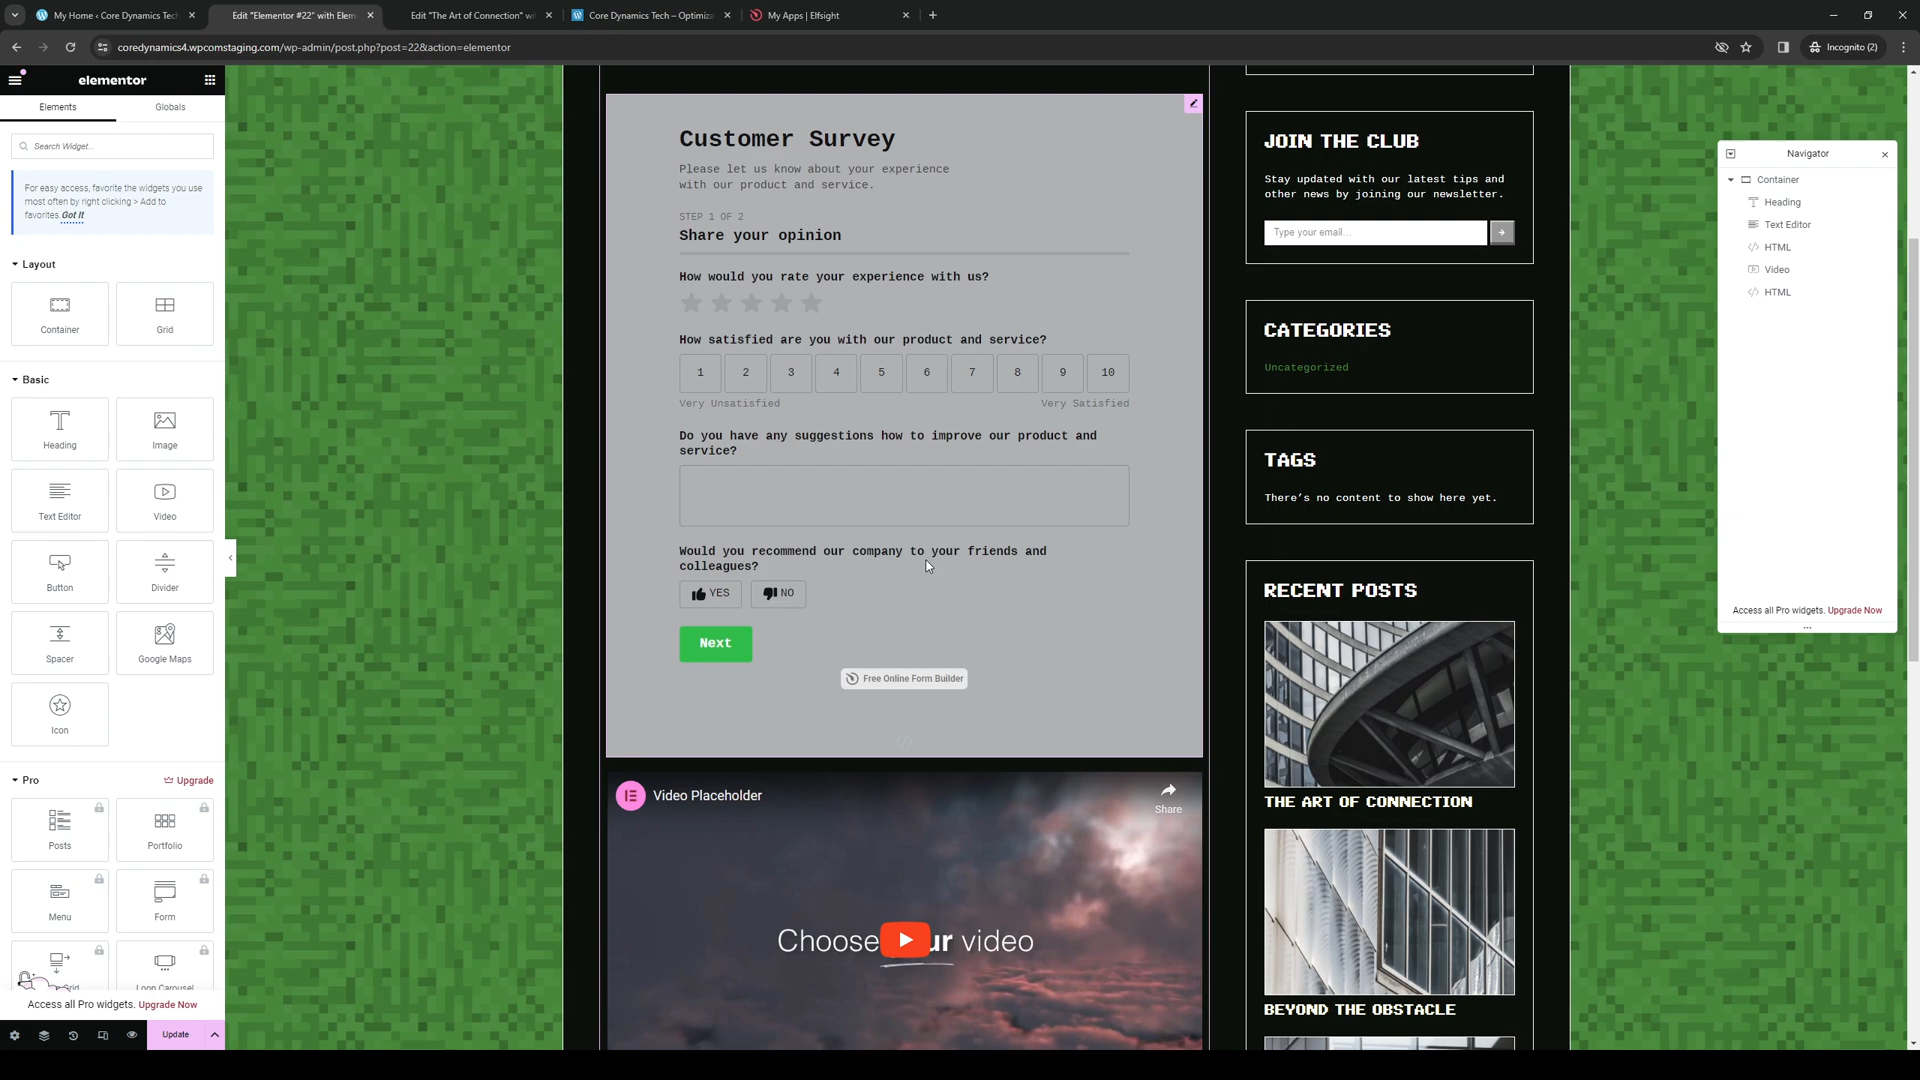 My Home ‹ Core Dynamics Tech
Edit "Elementor #22" with Elem
Edit "The Art of Connection" wi
Core Dynamics Tech – Optimiza
My Apps | Elfsight
coredynamics4.wpcomstaging.com/wp-admin/post.php?post=22&action=elementor
Incognito (2)
elementor
Elements
Globals
Search Widget...
For easy access, favorite the widgets you use
most often by right clicking > Add to
favorites. Got It
Layout
Container
Grid
Basic
Heading
Image
Text Editor
Video
Button
Divider
Spacer
Google Maps
Icon
Pro
Upgrade
Posts
Portfolio
Menu
Form
Loop Carousel
Access all Pro widgets. Upgrade Now
Update
Customer Survey
Please let us know about your experience
with our product and service.
STEP 1 OF 2
Share your opinion
How would you rate your experience with us?
How satisfied are you with our product and service?
1 2 3 4 5 6 7 8 9 10
Very Unsatisfied
Very Satisfied
Do you have any suggestions how to improve our product and
service?
Would you recommend our company to your friends and
colleagues?
YES
NO
Next
Free Online Form Builder
Video Placeholder
Share
Choose your video
JOIN THE CLUB
Stay updated with our latest tips and
other news by joining our newsletter.
Type your email...
CATEGORIES
Uncategorized
TAGS
There's no content to show here yet.
RECENT POSTS
THE ART OF CONNECTION
BEYOND THE OBSTACLE
Navigator
Container
Heading
Text Editor
HTML
Video
HTML
Access all Pro widgets. Upgrade Now